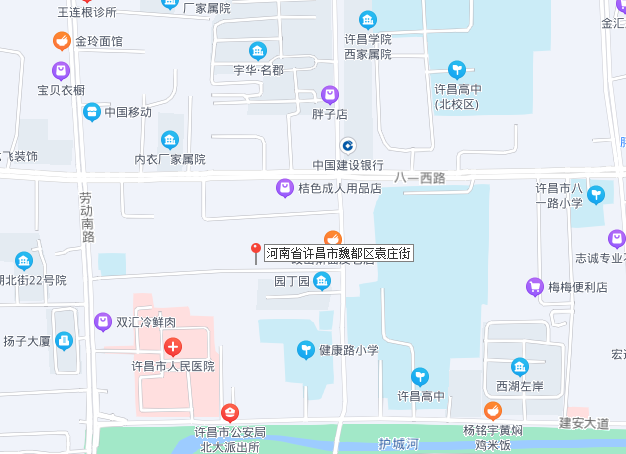 王连根诊所
厂家属院
金玲面馆
许昌学院
西家属院
金汇
宇华·名郡
宝贝衣橱
许昌高中
(北校区)
中国移动
胖子店
飞装饰
内衣厂家属院
中国建设银行
八一西路
桔色成人用品店
许昌市八
一路小学
劳动南路
河南省许昌市魏都区袁庄街
志诚专业
湖北街22号院
园丁园
梅梅便利店
双汇冷鲜肉
扬子大厦
健康路小学
宏
许昌市人民医院
西湖左岸
许昌高中
许昌市公安局
北大派出所
杨铭宇黄焖
鸡米饭
建安大道
护城河